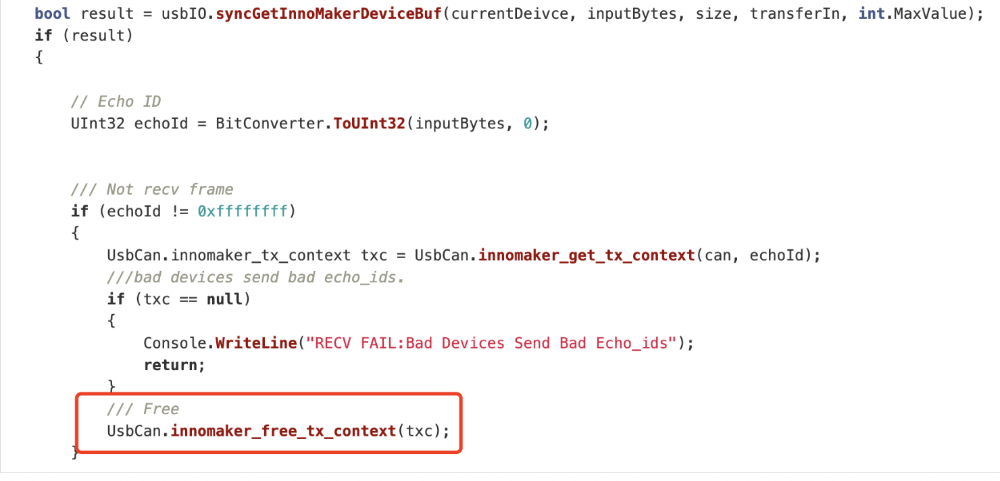 bool result = usbIO.syncGetInnoMakerDeviceBuf(currentDeivce, inputBytes, size, transferIn, int.MaxValue);
if (result)
{
// Echo ID
UInt32 echoId = BitConverter.ToUInt32(inputBytes, 0);
/// Not recv frame
if (echoId != 0xffffffff)
{
UsbCan.innomaker_tx_context txc = UsbCan.innomaker_get_tx_context(can, echoId);
///bad devices send bad echo_ids.
if (txc == null)
{
Console.WriteLine("RECV FAIL:Bad Devices Send Bad Echo_ids");
return;
}
/// Free
UsbCan.innomaker_free_tx_context(txc);
}